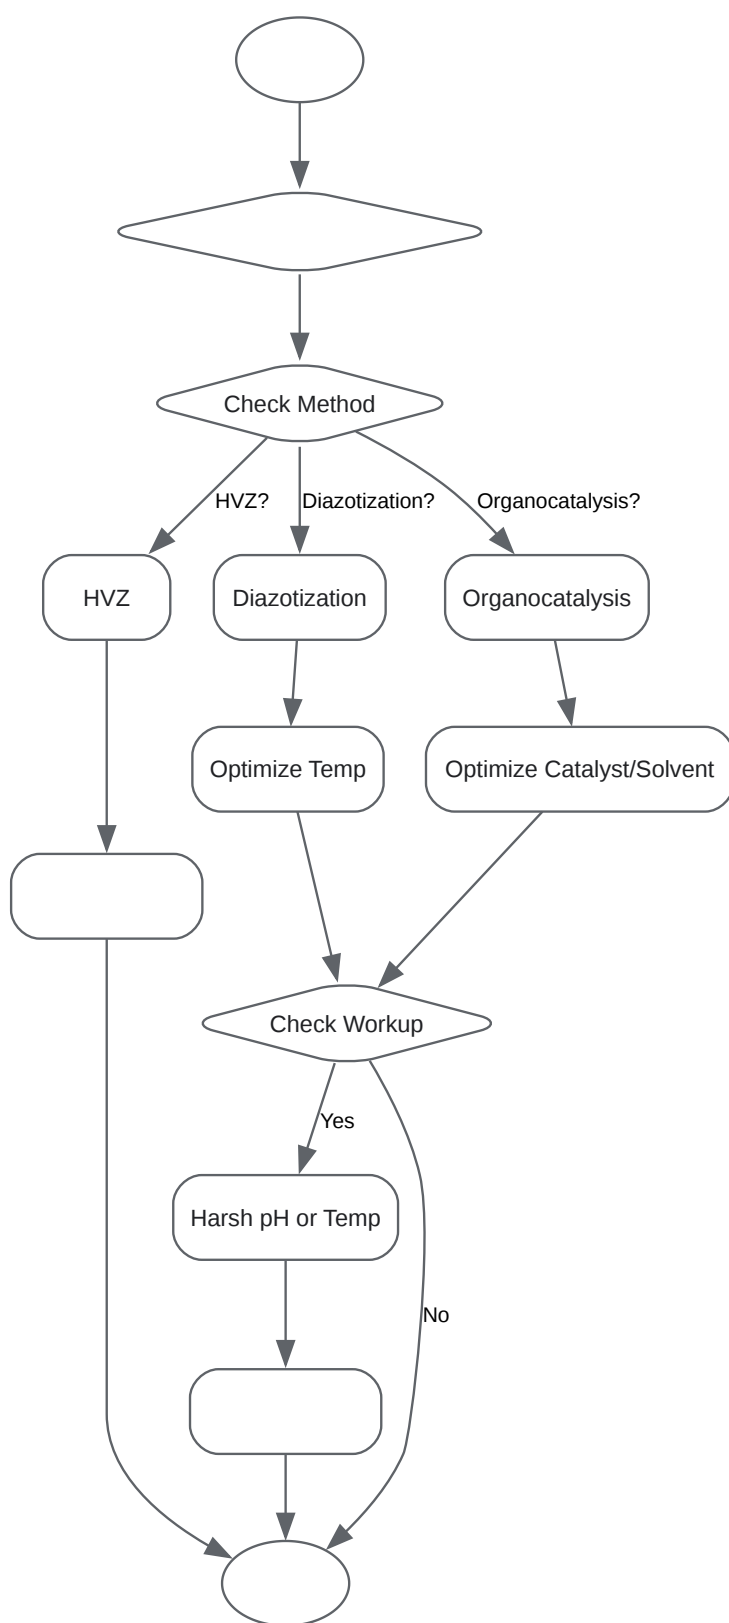 Check Method
HVZ?
Diazotization?
Organocatalysis?
HVZ
Diazotization
Organocatalysis
Optimize Temp
Optimize Catalyst/Solvent
Check Workup
Yes
Harsh pH or Temp
No